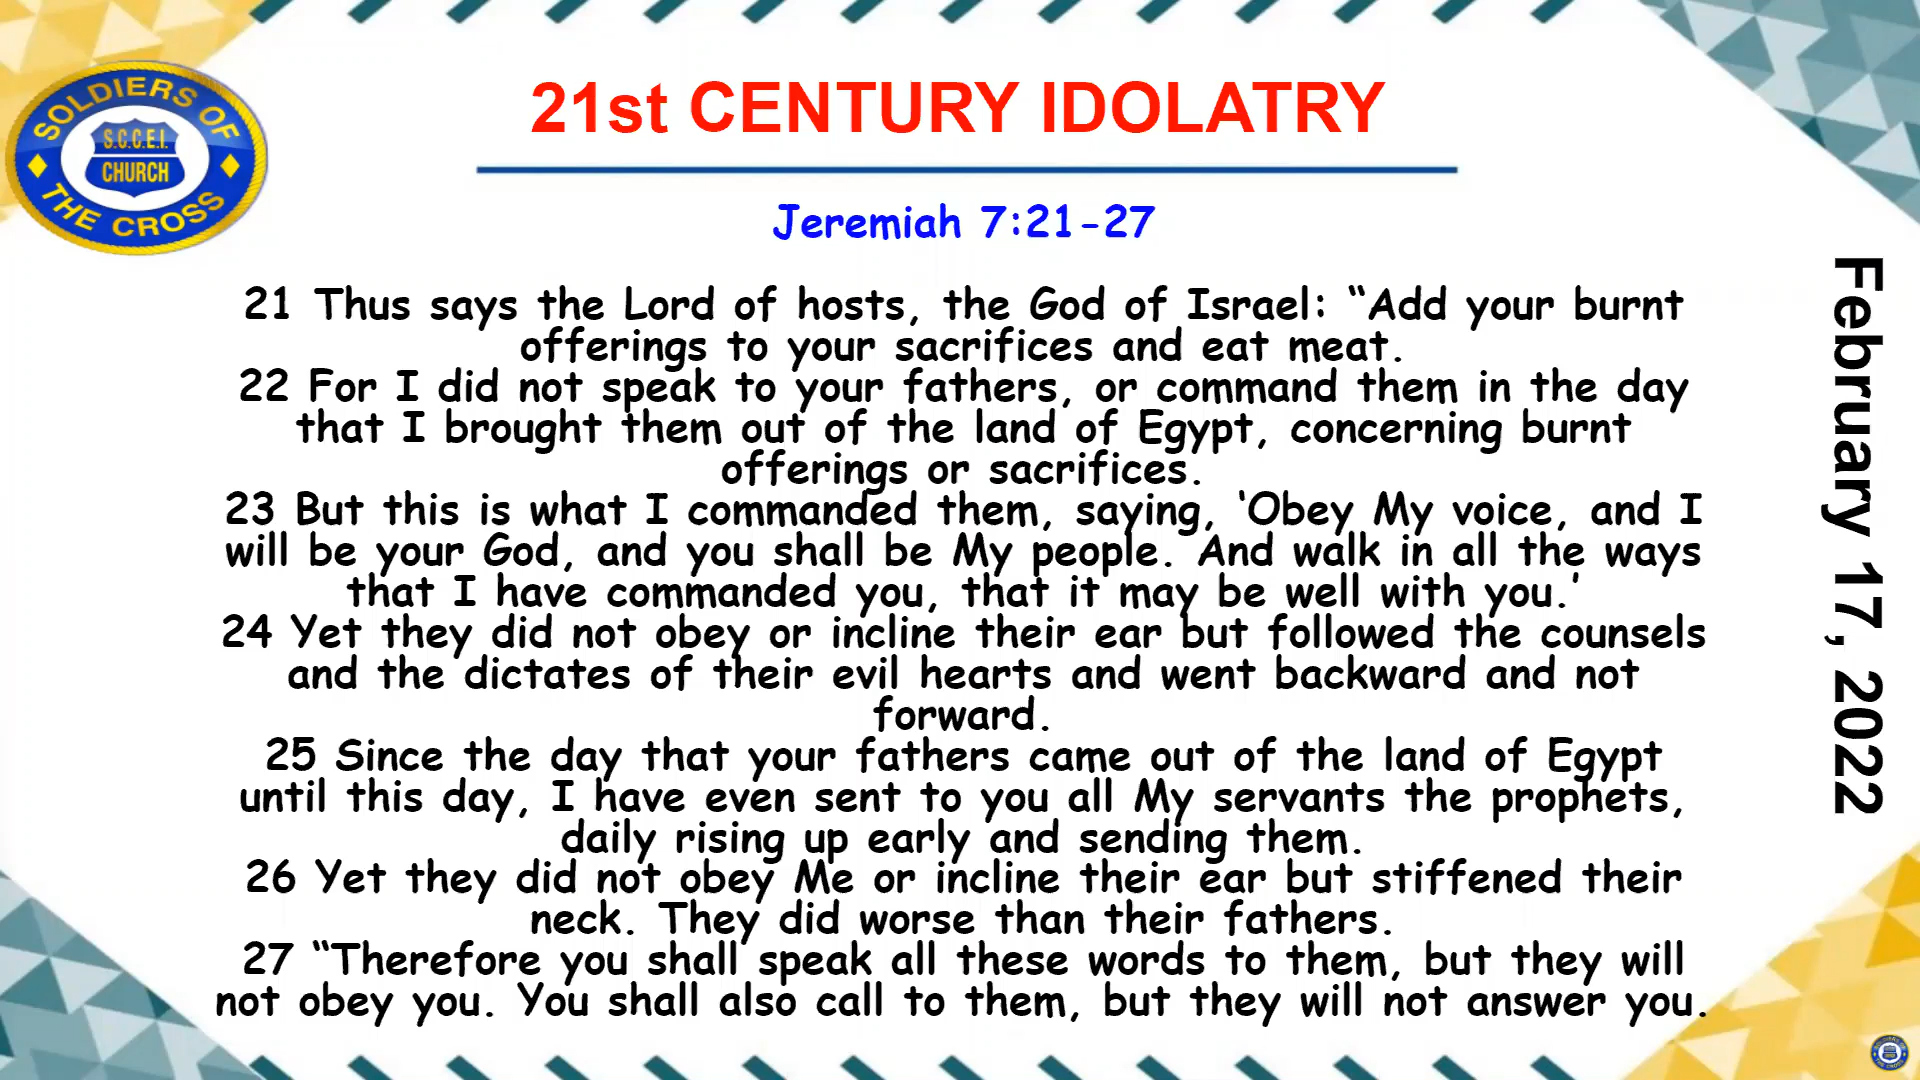 SOLDIERS OF
S.C.C.E.I.
CHURCH
THE CROSS
21st CENTURY IDOLATRY
Jeremiah 7:21-27
21 Thus says the Lord of hosts, the God of Israel: “Add your burnt
offerings to your sacrifices and eat meat.
22 For I did not speak to your fathers, or command them in the day
that I brought them out of the land of Egypt, concerning burnt
offerings or sacrifices.
23 But this is what I commanded them, saying, ‘Obey My voice, and I
will be your God, and you shall be My people. And walk in all the ways
that I have commanded you, that it may be well with you.’
24 Yet they did not obey or incline their ear but followed the counsels
and the dictates of their evil hearts and went backward and not
forward.
25 Since the day that your fathers came out of the land of Egypt
until this day, I have even sent to you all My servants the prophets,
daily rising up early and sending them.
26 Yet they did not obey Me or incline their ear but stiffened their
neck. They did worse than their fathers.
27 “Therefore you shall speak all these words to them, but they will
not obey you. You shall also call to them, but they will not answer you.
February 17, 2022